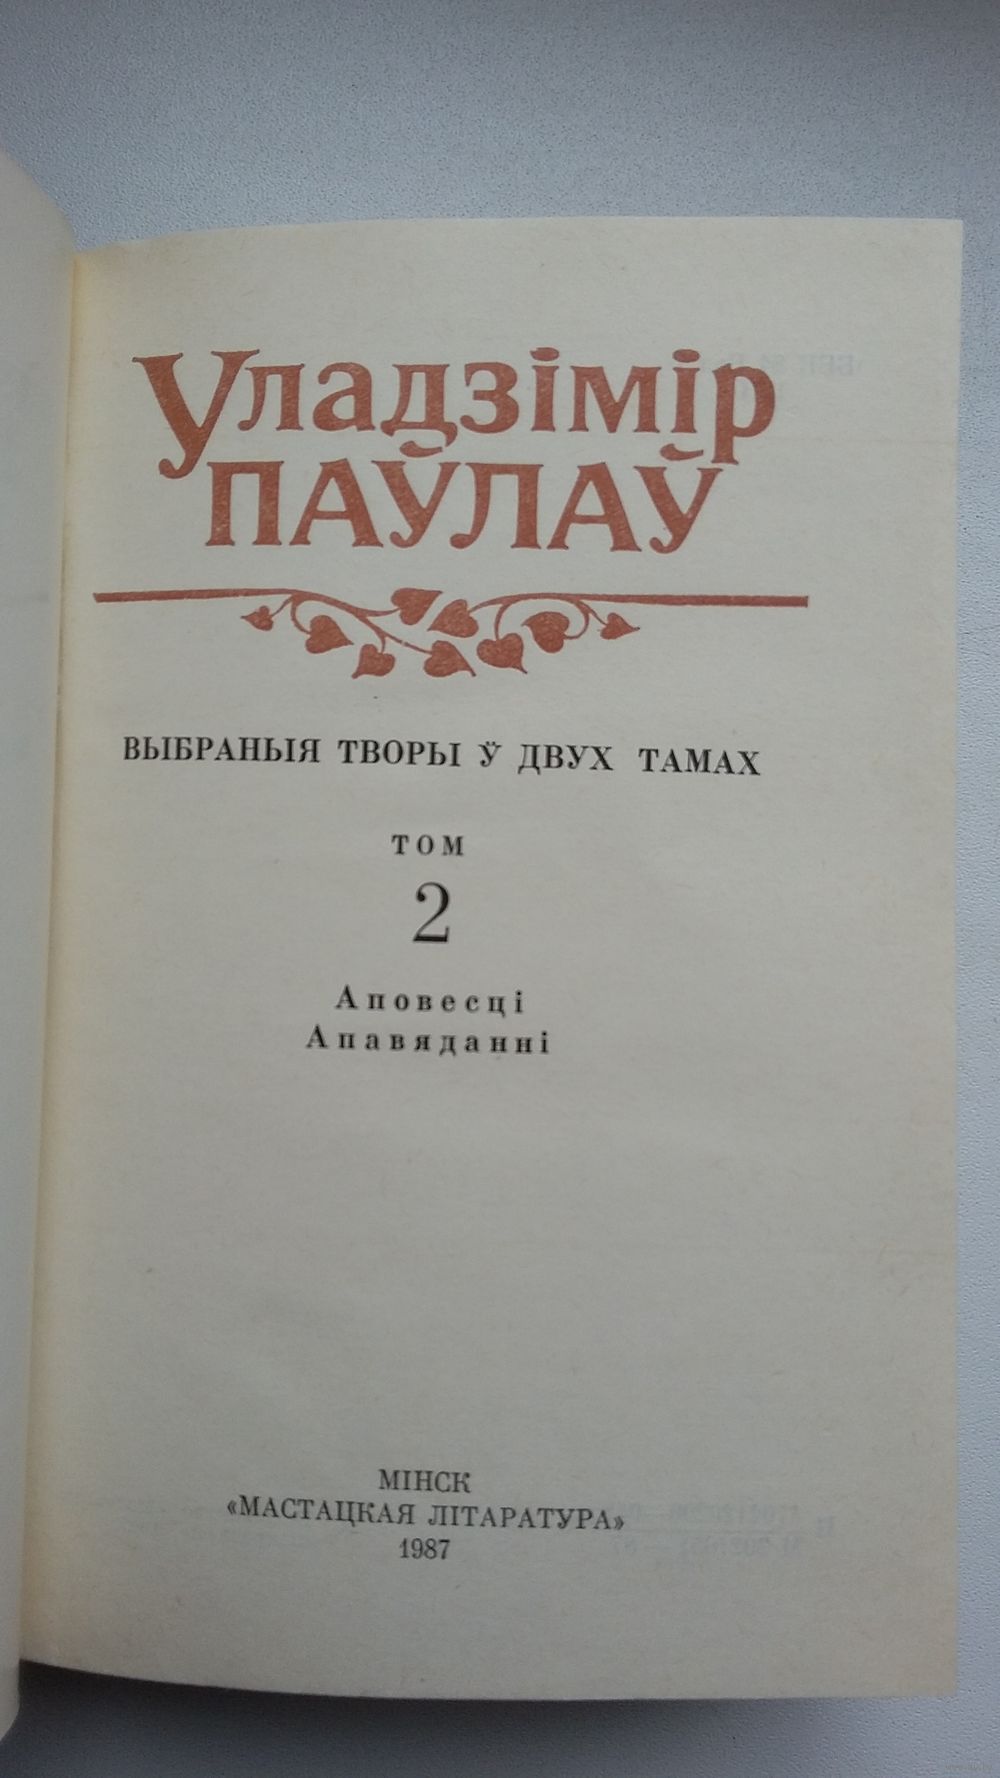 Уладзімір
ПАЎЛАЎ
ВЫБРАНЫЯ ТВОРЫ Ў ДВУХ ТАМАХ
ТОМ
2
Аповесці
Апавяданні
МІНСК
«МАСТАЦКАЯ ЛІТАРАТУРА»
1987